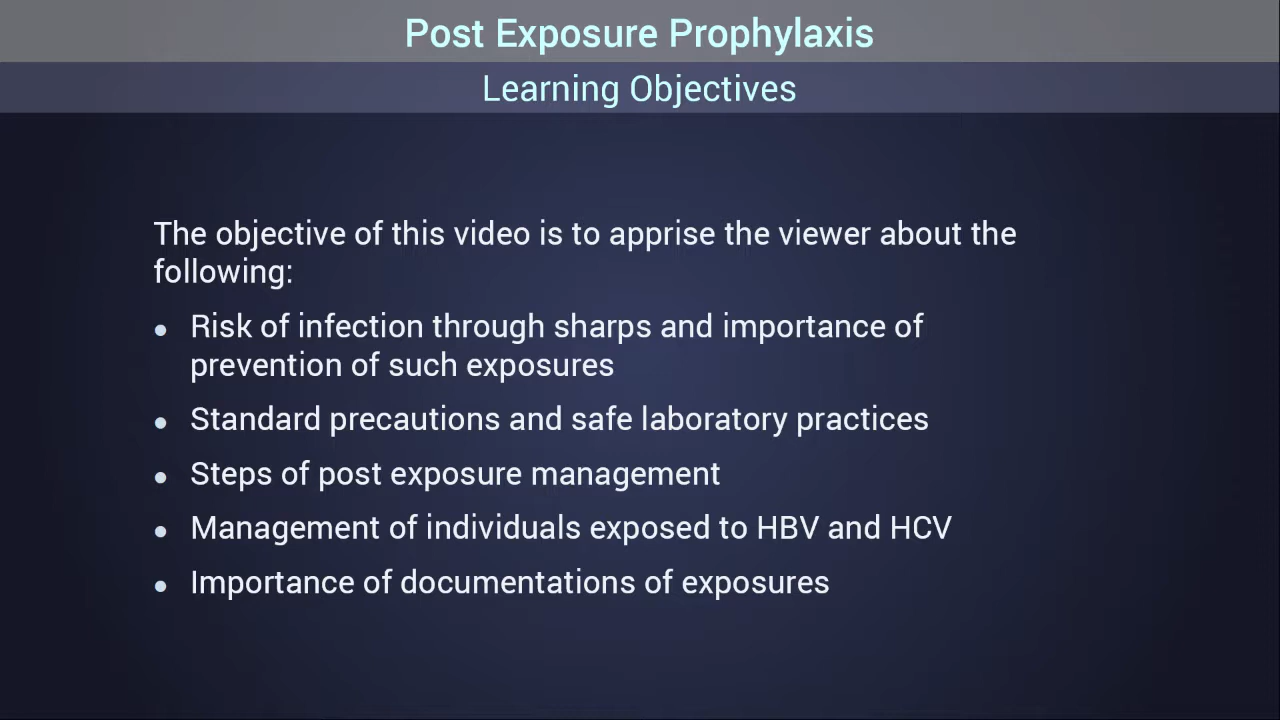 Post Exposure Prophylaxis
Learning Objectives
The objective of this video is to apprise the viewer about the
following:
• Risk of infection through sharps and importance of
prevention of such exposures
• Standard precautions and safe laboratory practices
• Steps of post exposure management
• Management of individuals exposed to HBV and HCV
• Importance of documentations of exposures